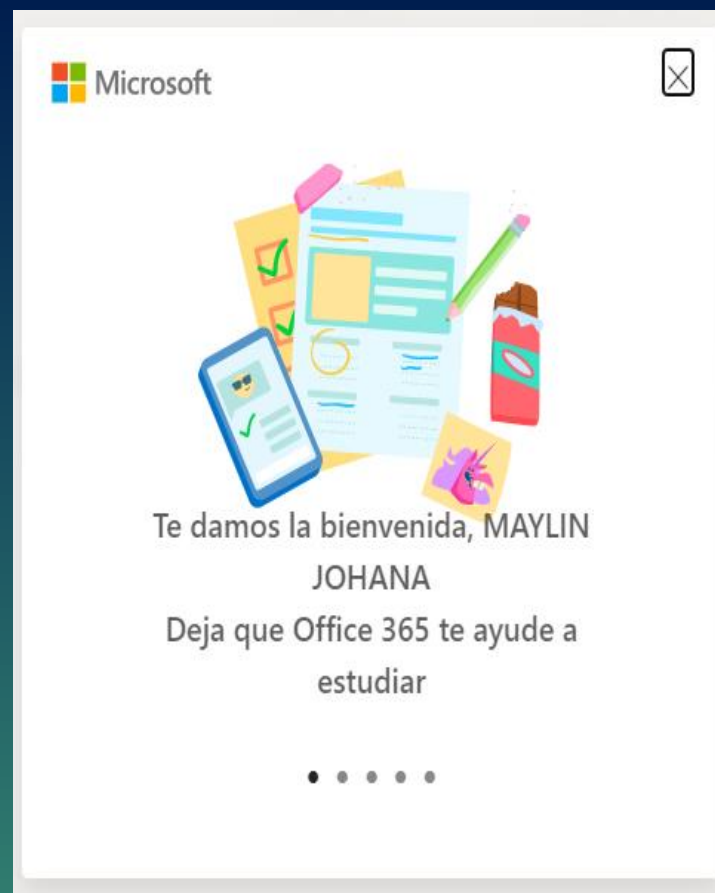 Microsoft
Te damos la bienvenida, MAYLIN
JOHANA
Deja que Office 365 te ayude a
estudiar